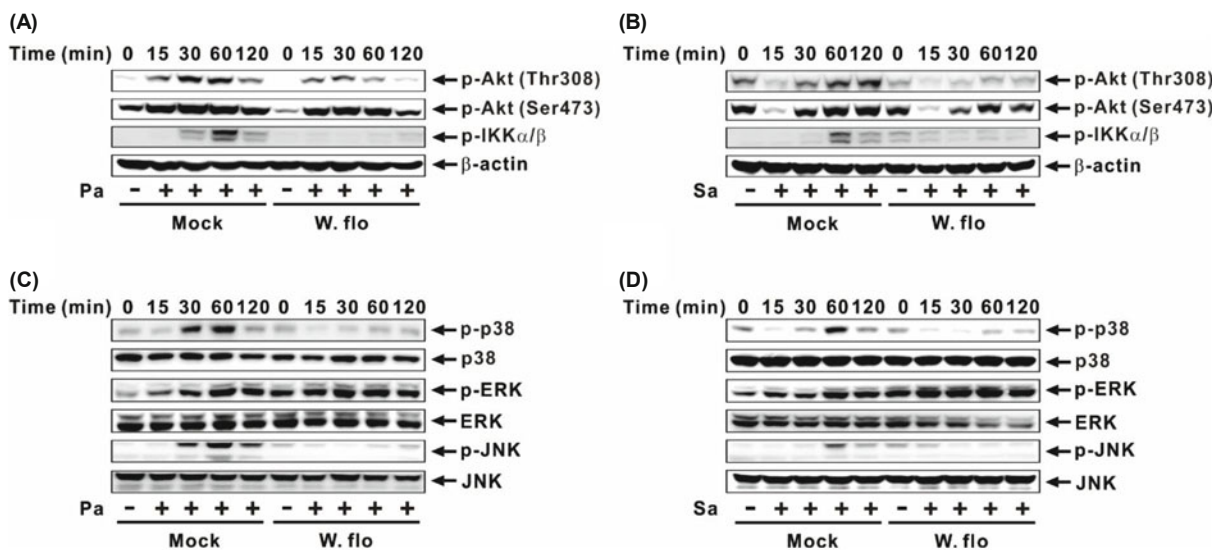 (A)
Time (min) 0 15 30 60 120 0 15 30 60 120
p-Akt (Thr308)
p-Akt (Ser473)
p-IKKα/β
β-actin
Pa - + + + + - + + + +
Mock W. flo
(B)
Time (min) 0 15 30 60 120 0 15 30 60 120
p-Akt (Thr308)
p-Akt (Ser473)
p-IKKα/β
β-actin
Sa - + + + + - + + + +
Mock W. flo
(C)
Time (min) 0 15 30 60 120 0 15 30 60 120
p-p38
p38
p-ERK
ERK
p-JNK
JNK
Pa - + + + + - + + + +
Mock W. flo
(D)
Time (min) 0 15 30 60 120 0 15 30 60 120
p-p38
p38
p-ERK
ERK
p-JNK
JNK
Sa - + + + + - + + + +
Mock W. flo